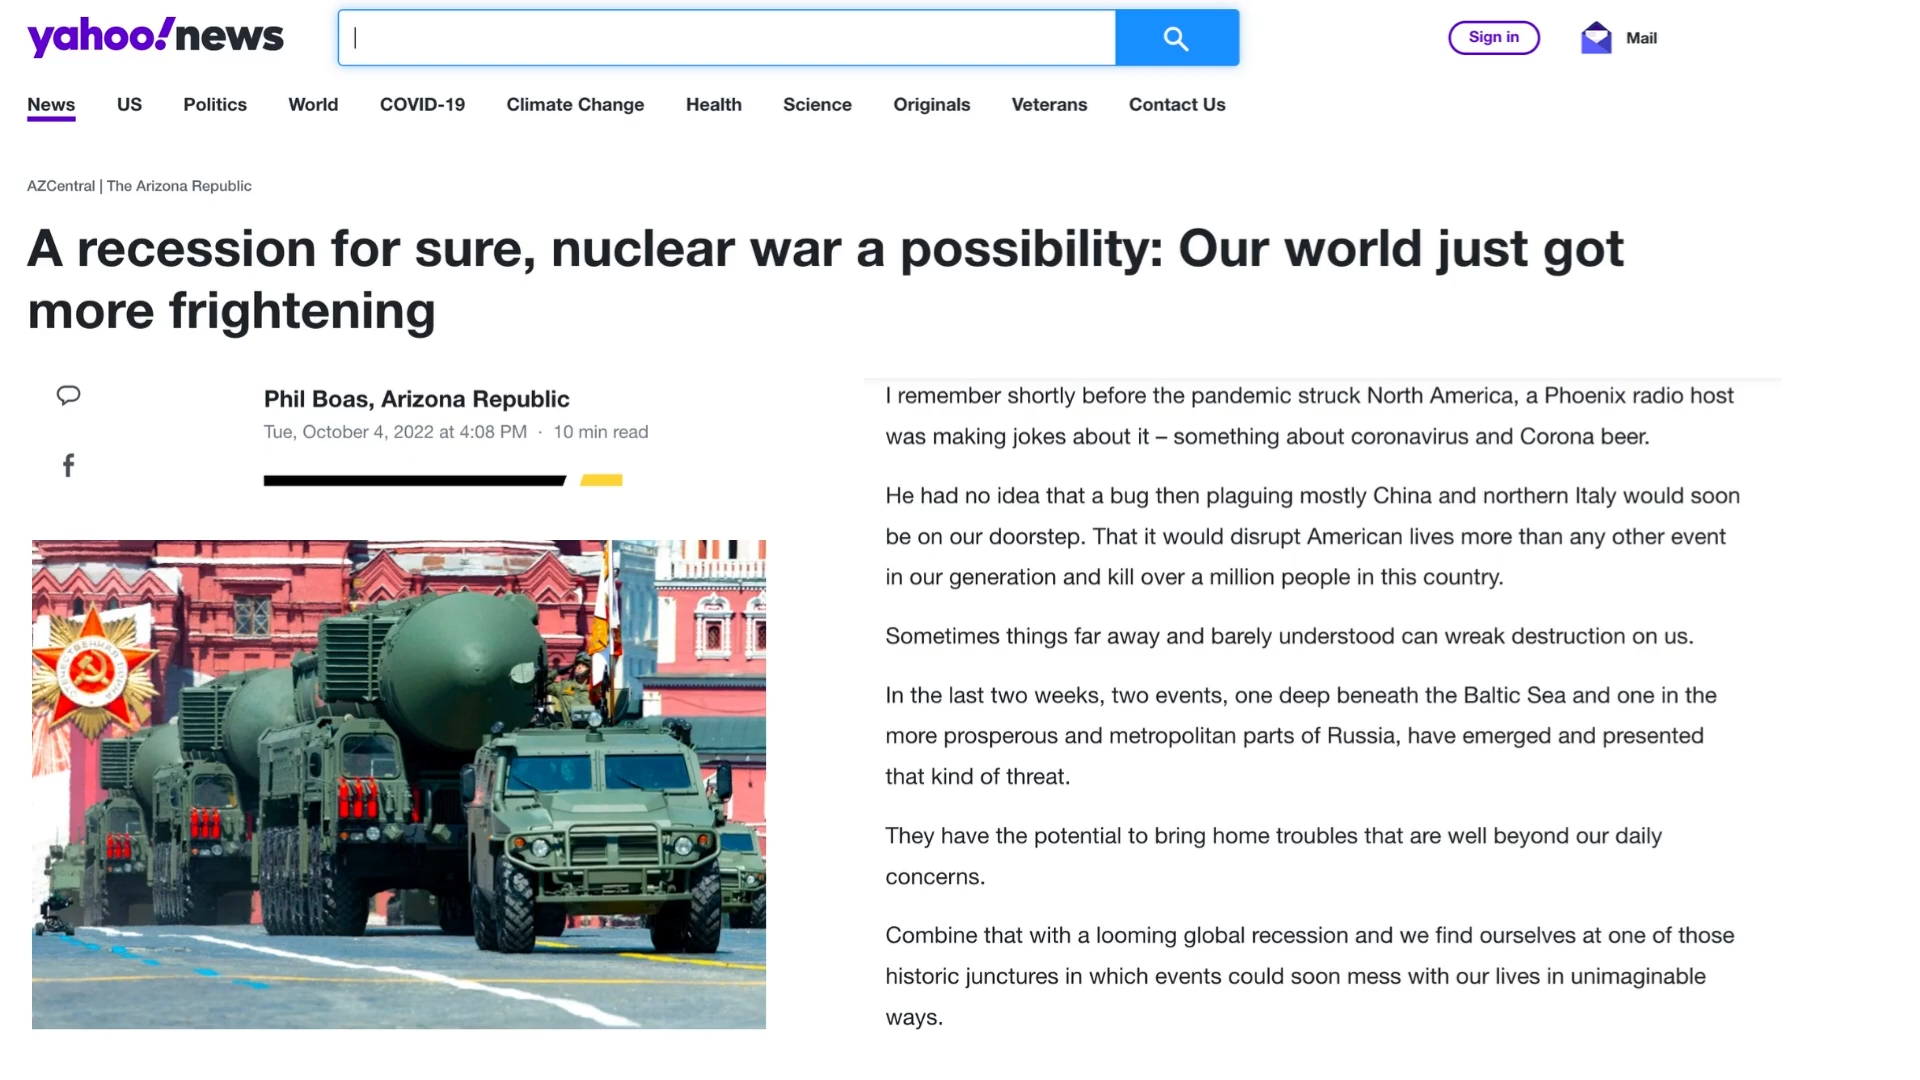 yahoo!news
Sign in
Mail
News US Politics World COVID-19 Climate Change Health Science Originals Veterans Contact Us
AZCentral | The Arizona Republic
A recession for sure, nuclear war a possibility: Our world just got
more frightening
Phil Boas, Arizona Republic
Tue, October 4, 2022 at 4:08 PM · 10 min read
I remember shortly before the pandemic struck North America, a Phoenix radio host
was making jokes about it – something about coronavirus and Corona beer.
He had no idea that a bug then plaguing mostly China and northern Italy would soon
be on our doorstep. That it would disrupt American lives more than any other event
in our generation and kill over a million people in this country.
Sometimes things far away and barely understood can wreak destruction on us.
In the last two weeks, two events, one deep beneath the Baltic Sea and one in the
more prosperous and metropolitan parts of Russia, have emerged and presented
that kind of threat.
They have the potential to bring home troubles that are well beyond our daily
concerns.
Combine that with a looming global recession and we find ourselves at one of those
historic junctures in which events could soon mess with our lives in unimaginable
ways.